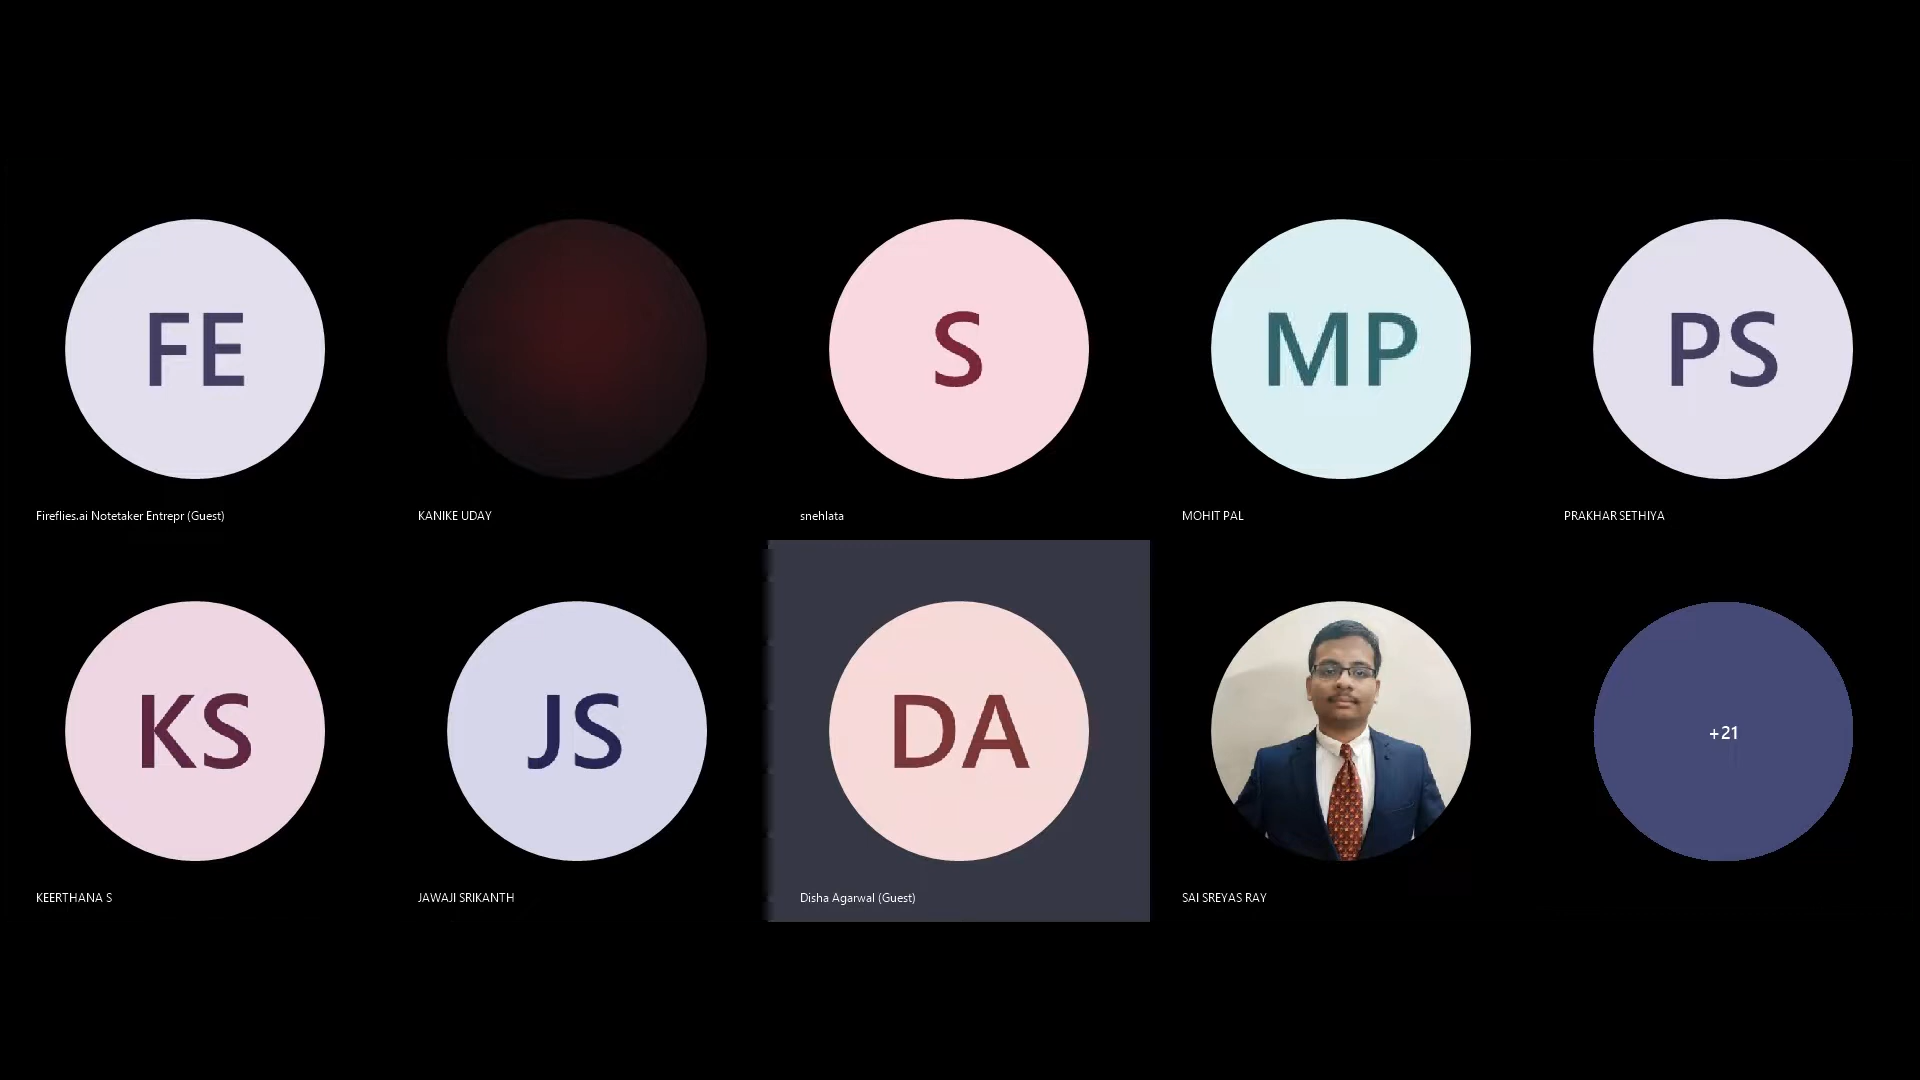 FE
S
MP
PS
Fireflies.ai Notetaker Entrepr (Guest)
KANIKE UDAY
snehlata
MOHIT PAL
PRAKHAR SETHIYA
KS
JS
DA
+21
KEERTHANA S
JAWAJI SRIKANTH
Disha Agarwal (Guest)
SAI SREYAS RAY